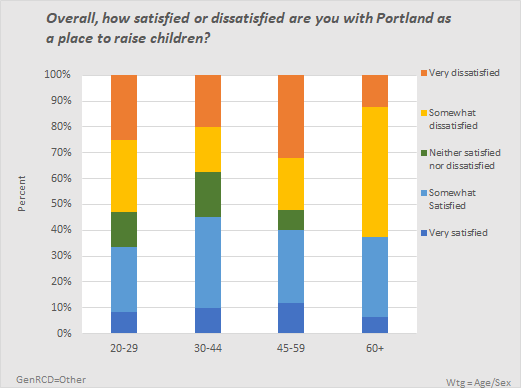 Overall, how satisfied or dissatisfied are you with Portland as
a place to raise children?
100%
90%
80%
70%
60%
50%
40%
30%
20%
10%
0%
Percent
20-29
30-44
45-59
60+
Very dissatisfied
Somewhat
dissatisfied
Neither satisfied
nor dissatisfied
Somewhat
Satisfied
Very satisfied
GenRCD=Other
Wtg = Age/Sex